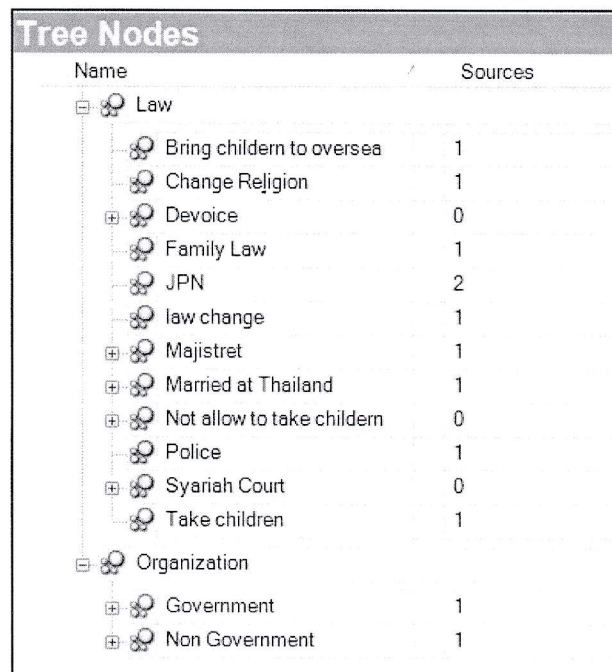 Tree Nodes
Name Sources
Law
Bring childern to oversea 1
Change Religion 1
Devoice 0
Family Law 1
JPN 2
law change 1
Majistret 1
Married at Thailand 1
Not allow to take childern 0
Police 1
Syariah Court 0
Take children 1
Organization
Government 1
Non Government 1